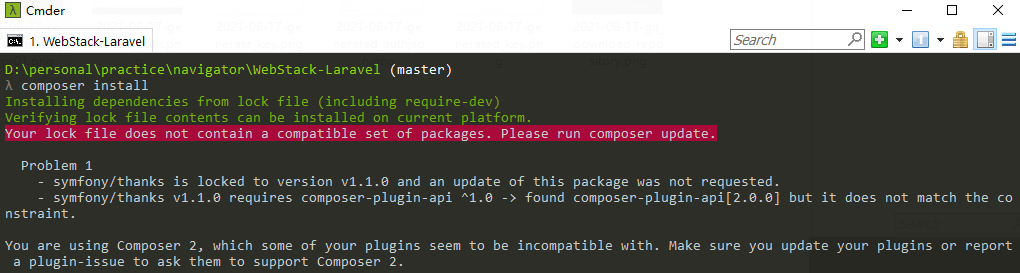 Cmder
1. WebStack-Laravel
Search
D:\personal\practice\navigator\WebStack-Laravel (master)
λ composer install
Installing dependencies from lock file (including require-dev)
Verifying lock file contents can be installed on current platform.
Your lock file does not contain a compatible set of packages. Please run composer update.
Problem 1
- symfony/thanks is locked to version v1.1.0 and an update of this package was not requested.
- symfony/thanks v1.1.0 requires composer-plugin-api ^1.0 -> found composer-plugin-api[2.0.0] but it does not match the co
nstraint.
You are using Composer 2, which some of your plugins seem to be incompatible with. Make sure you update your plugins or report
a plugin-issue to ask them to support Composer 2.